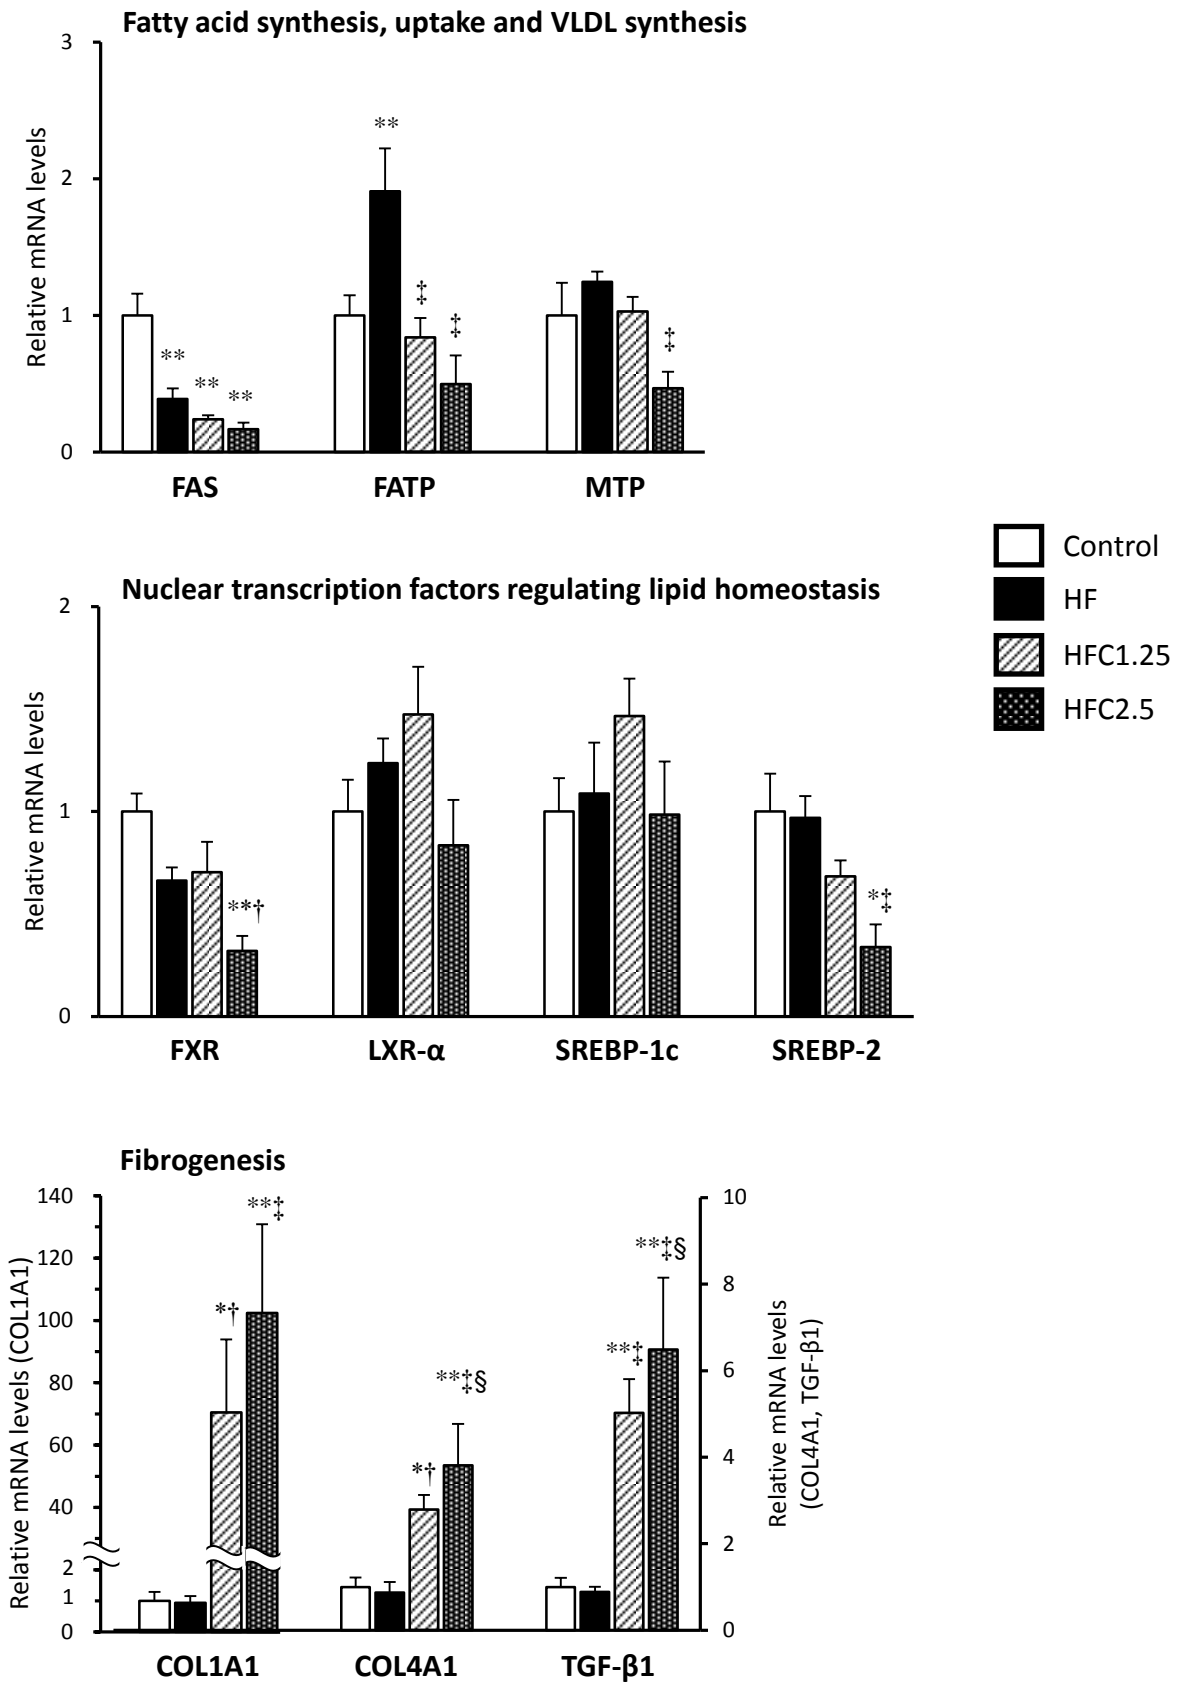 Fatty acid synthesis, uptake and VLDL synthesis
Relative mRNA levels
3
2
1
0
**
**
**
**
‡
‡
‡
FAS
FATP
MTP
Control
HF
HFC1.25
HFC2.5
Nuclear transcription factors regulating lipid homeostasis
Relative mRNA levels
2
1
0
**†
*‡
FXR
LXR-α
SREBP-1c
SREBP-2
Fibrogenesis
Relative mRNA levels (COL1A1)
140
120
100
80
60
40
2
1
0
*†
**‡
*†
**‡§
**‡
**‡§
10
8
6
4
2
0
Relative mRNA levels
(COL4A1, TGF-β1)
COL1A1
COL4A1
TGF-β1